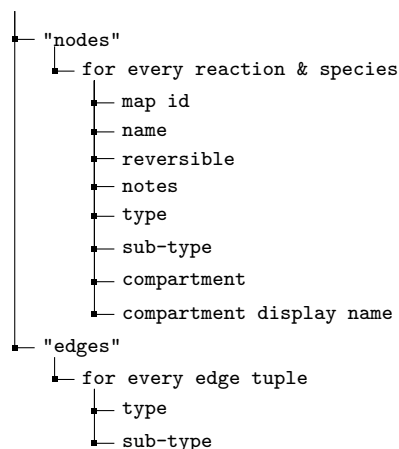 "nodes"
for every reaction & species
map id
name
reversible
notes
type
sub-type
compartment
compartment display name
"edges"
for every edge tuple
type
sub-type